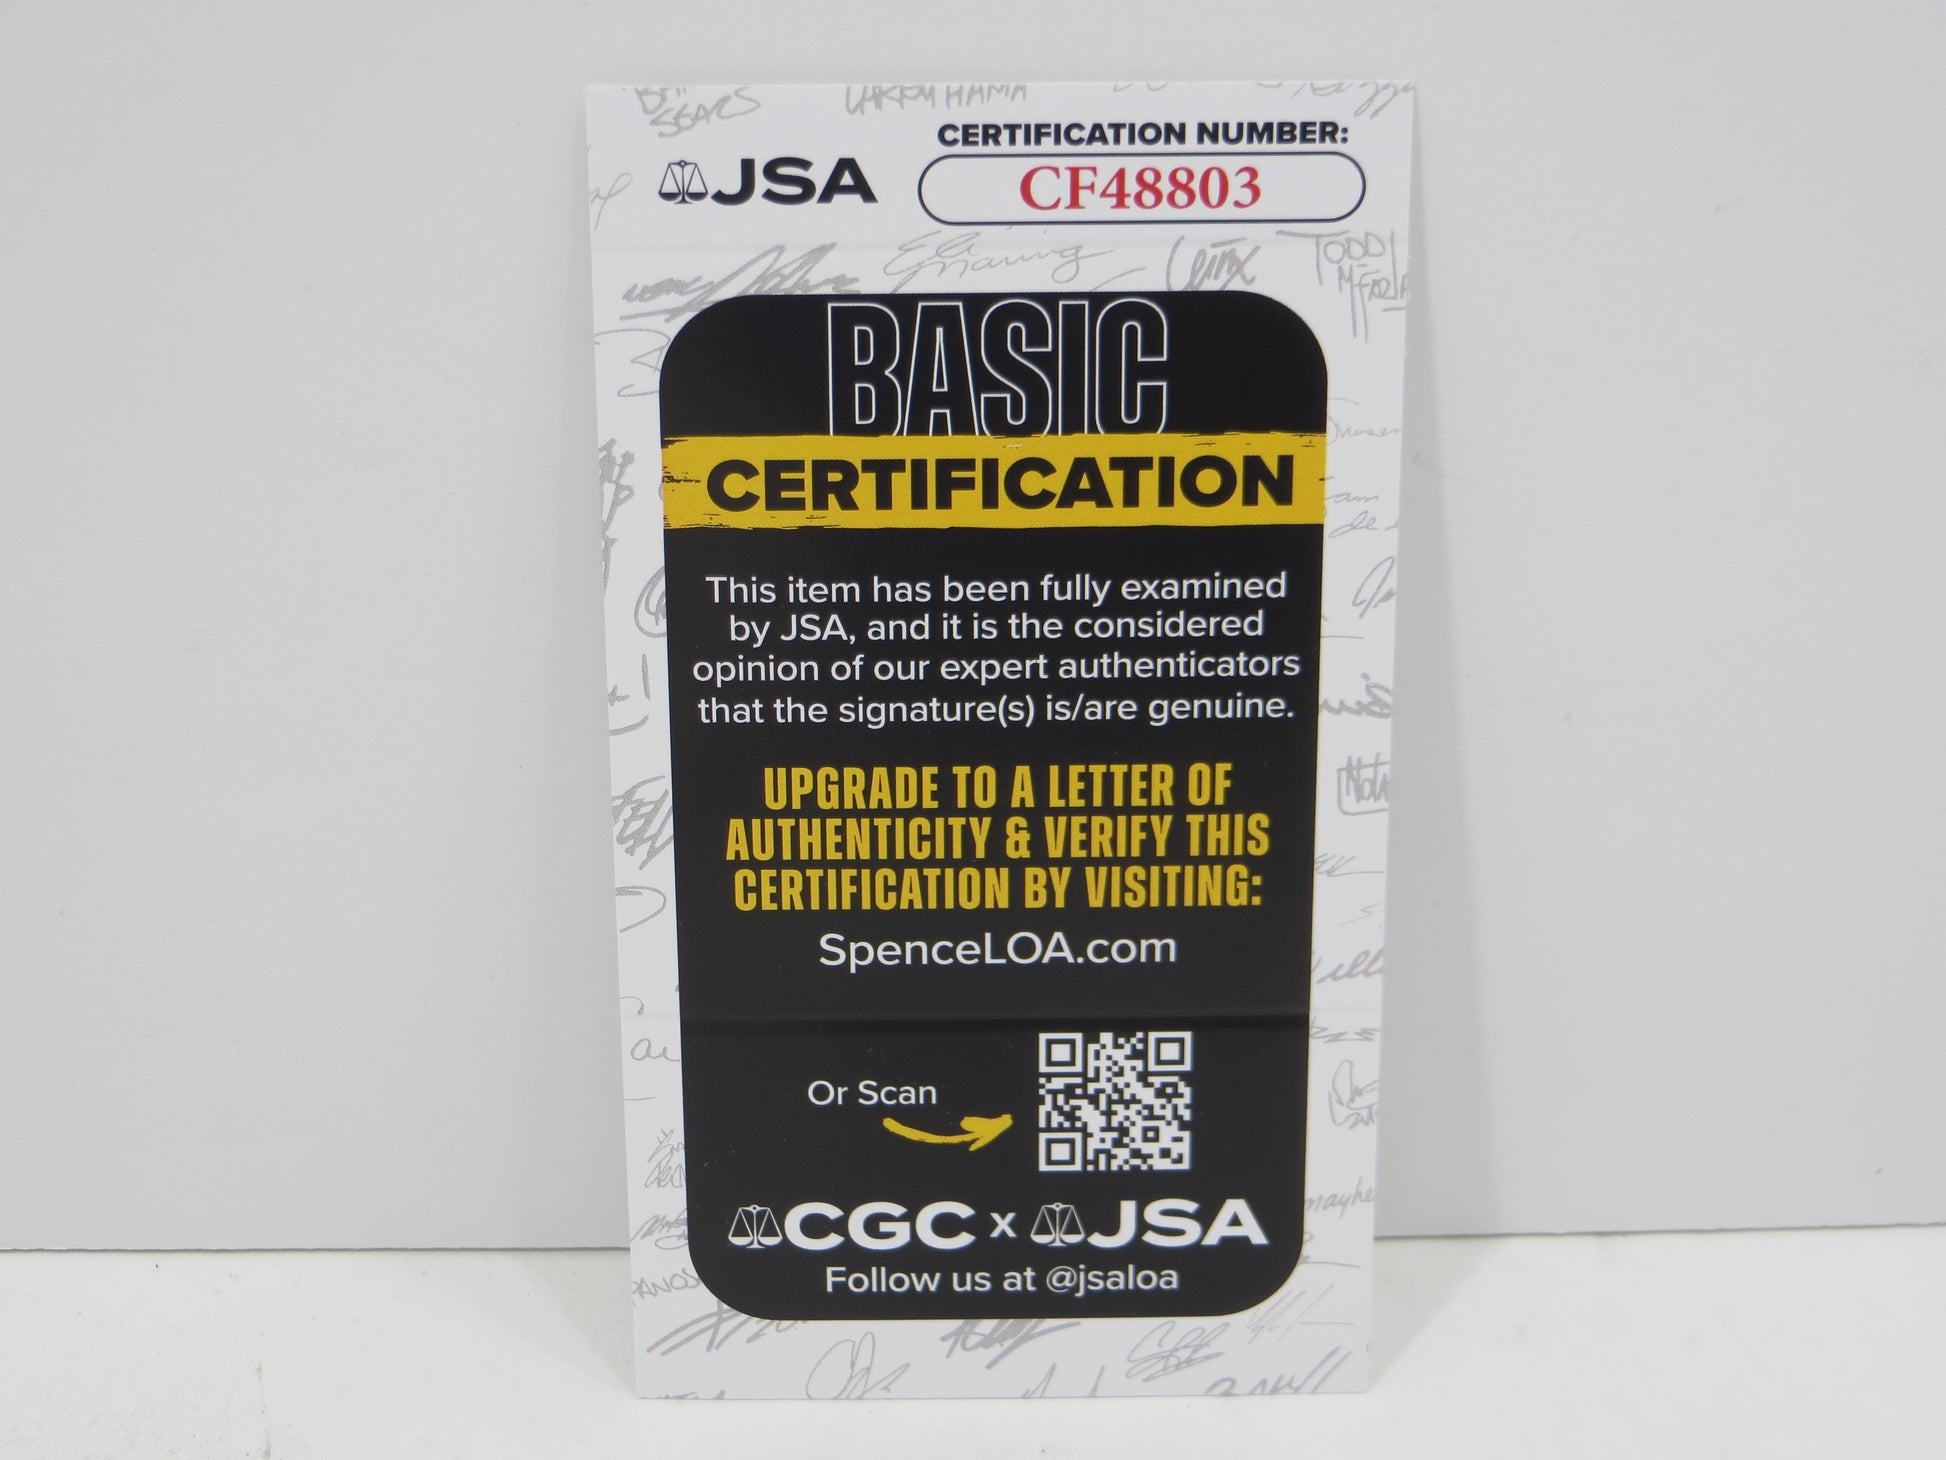 SEARS
CERTIFICATION NUMBER:
JSA
CF48803
TODD
BASIC
CERTIFICATION
This item has been fully examined
by JSA, and it is the considered
opinion of our expert authenticators
that the signature(s) is/are genuine.
UPGRADE TO A LETTER OF
AUTHENTICITY & VERIFY THIS
CERTIFICATION BY VISITING:
SpenceLOA.com
Or Scan
CGC x JSA
Follow us at @jsaloa